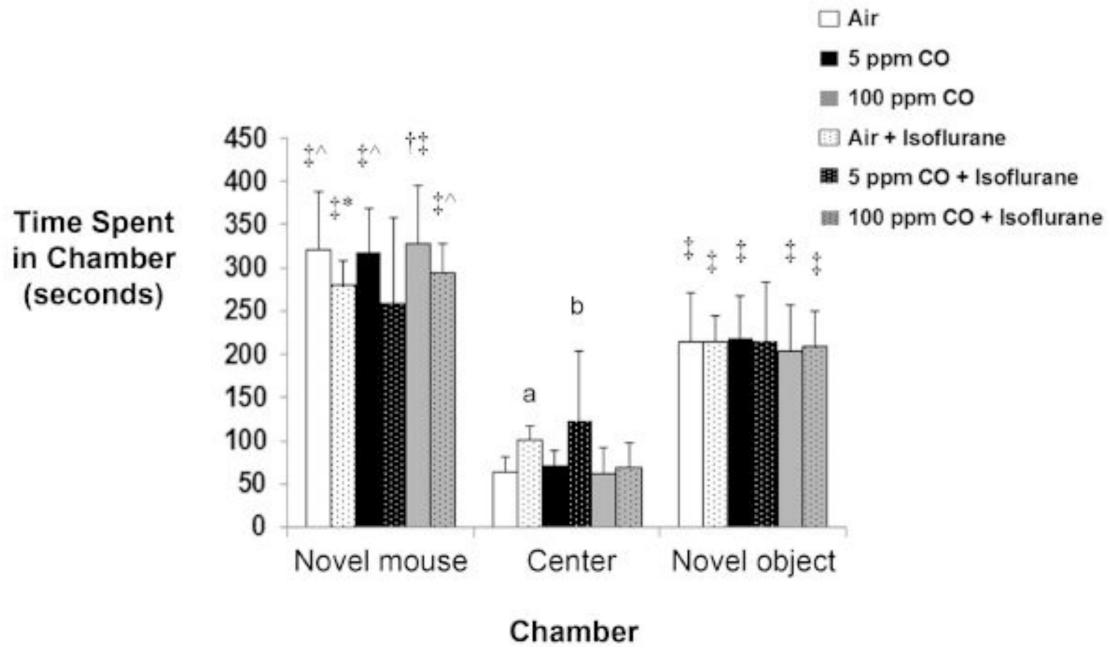 Air
5 ppm CO
100 ppm CO
Air + Isoflurane
5 ppm CO + Isoflurane
100 ppm CO + Isoflurane
Time Spent
in Chamber
(seconds)
450
400
350
300
250
200
150
100
50
0
‡^
‡*
‡^
†‡
‡^
a
b
‡
‡
‡
‡
‡
Novel mouse
Center
Novel object
Chamber